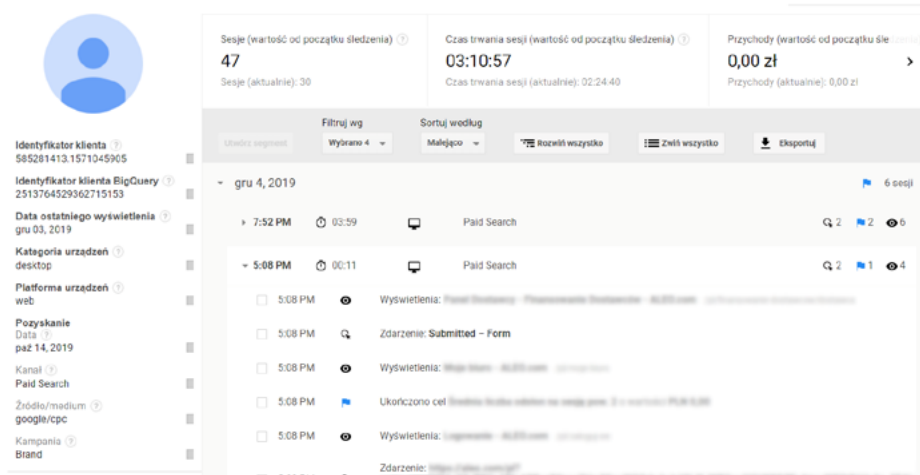 Sesje (wartość od początku śledzenia) ?
47
Sesje (aktualnie): 30
Czas trwania sesji (wartość od początku śledzenia) ?
03:10:57
Czas trwania sesji (aktualnie): 02:24:40
Przychody (wartość od początku śle
0,00 zł
Przychody (aktualnie): 0,00 zł
Identyfikator klienta ?
585281413.1571045905
Identyfikator klienta BigQuery ?
2513764529362715153
Data ostatniego wyświetlenia ?
gru 03, 2019
Kategoria urządzeń ?
desktop
Platforma urządzeń ?
web
Pozyskanie
Data ?
paź 14, 2019
Kanał ?
Paid Search
Źródło/medium ?
google/cpc
Kampania ?
Brand
Utwórz segment
Filtruj wg
Wybrano 4
Sortuj według
Malejąco
Rozwiń wszystko
Zwiń wszystko
Eksportuj
gru 4, 2019 6 sesji
7:52 PM 03:59 Paid Search 2 2 6
5:08 PM 00:11 Paid Search 2 1 4
5:08 PM Wyświetlenia:
5:08 PM Zdarzenie: Submitted – Form
5:08 PM Wyświetlenia:
5:08 PM Ukończono cel
5:08 PM Wyświetlenia:
Zdarzenie: